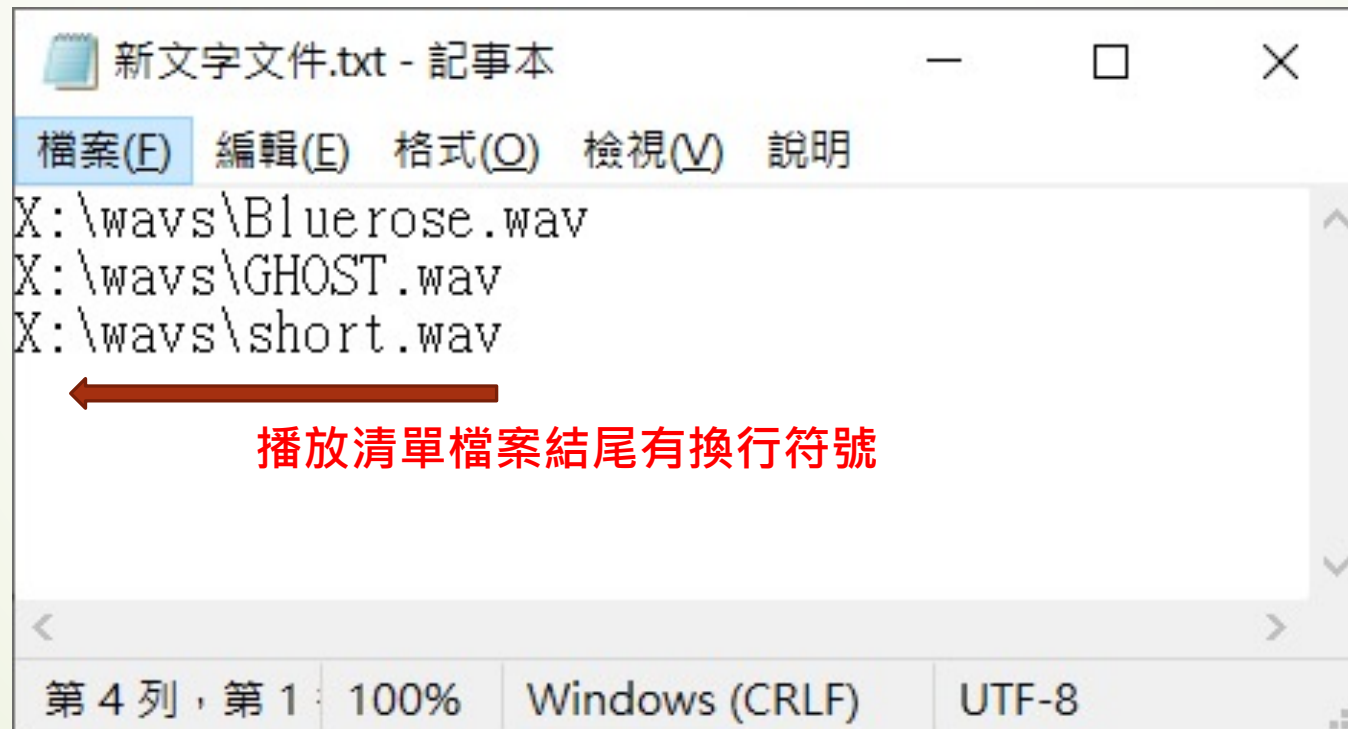 新文字文件.txt - 記事本
檔案(F) 編輯(E) 格式(O) 檢視(V) 說明
X:\wavs\Bluerose.wav
X:\wavs\GHOST.wav
X:\wavs\short.wav
播放清單檔案結尾有換行符號
第 4 列，第 1 100% Windows (CRLF) UTF-8